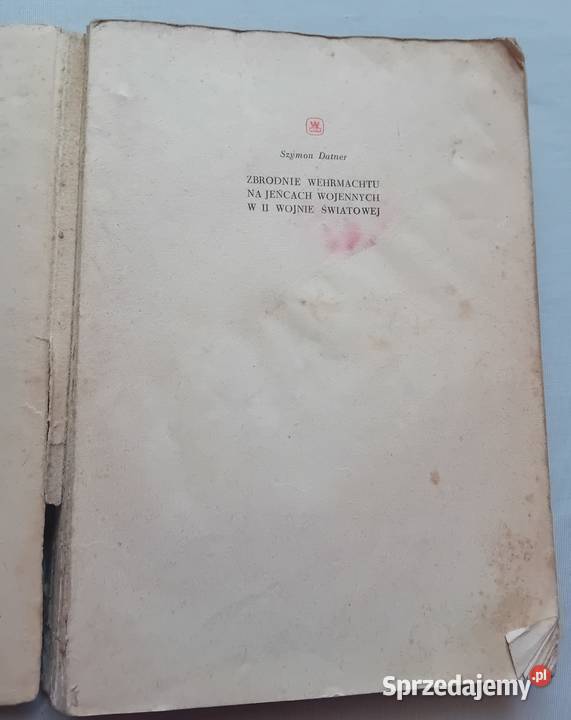 Szymon Datner
ZBRODNIE WEHRMACHTU
NA JEŃCACH WOJENNYCH
W II WOJNIE ŚWIATOWEJ
Sprzedajemy.pl